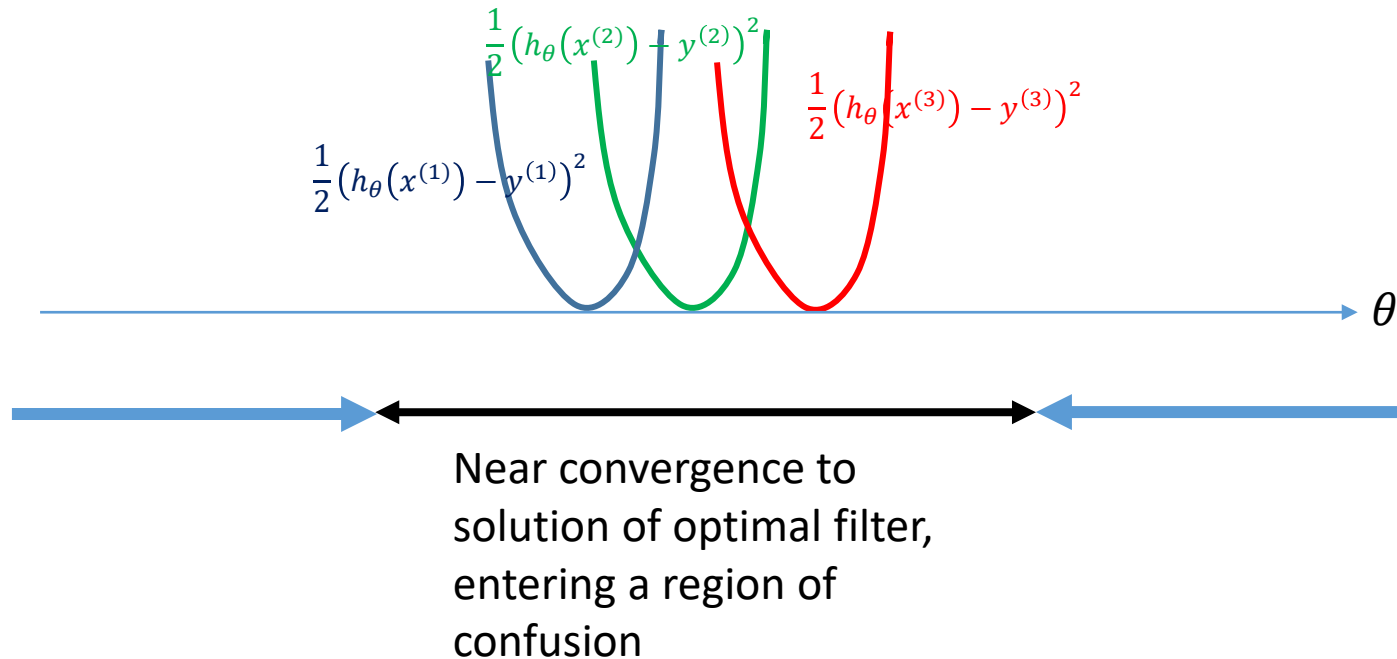 ½(h_θ(x^(2)) − y^(2))^2
½(h_θ(x^(3)) − y^(3))^2
½(h_θ(x^(1)) − y^(1))^2
θ
Near convergence to
solution of optimal filter,
entering a region of
confusion